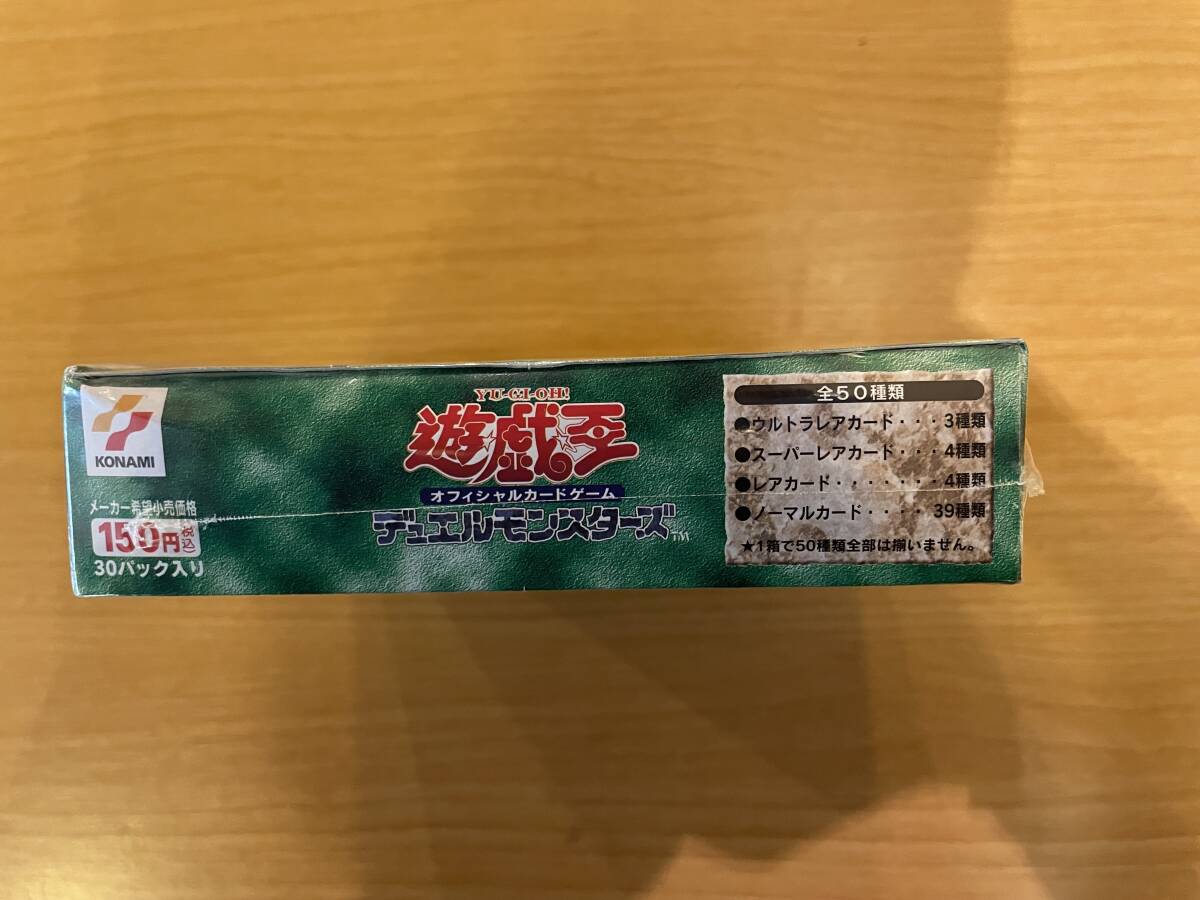 KONAMI
メーカー希望小売価格
150円(税込)
30パック入り
YU-GI-OH!
遊戯王
オフィシャルカードゲーム
デュエルモンスターズ™
全50種類
●ウルトラレアカード・・・3種類
●スーパーレアカード・・・4種類
●レアカード・・・・・・・4種類
●ノーマルカード・・・・39種類
★1箱で50種類全部は揃いません。